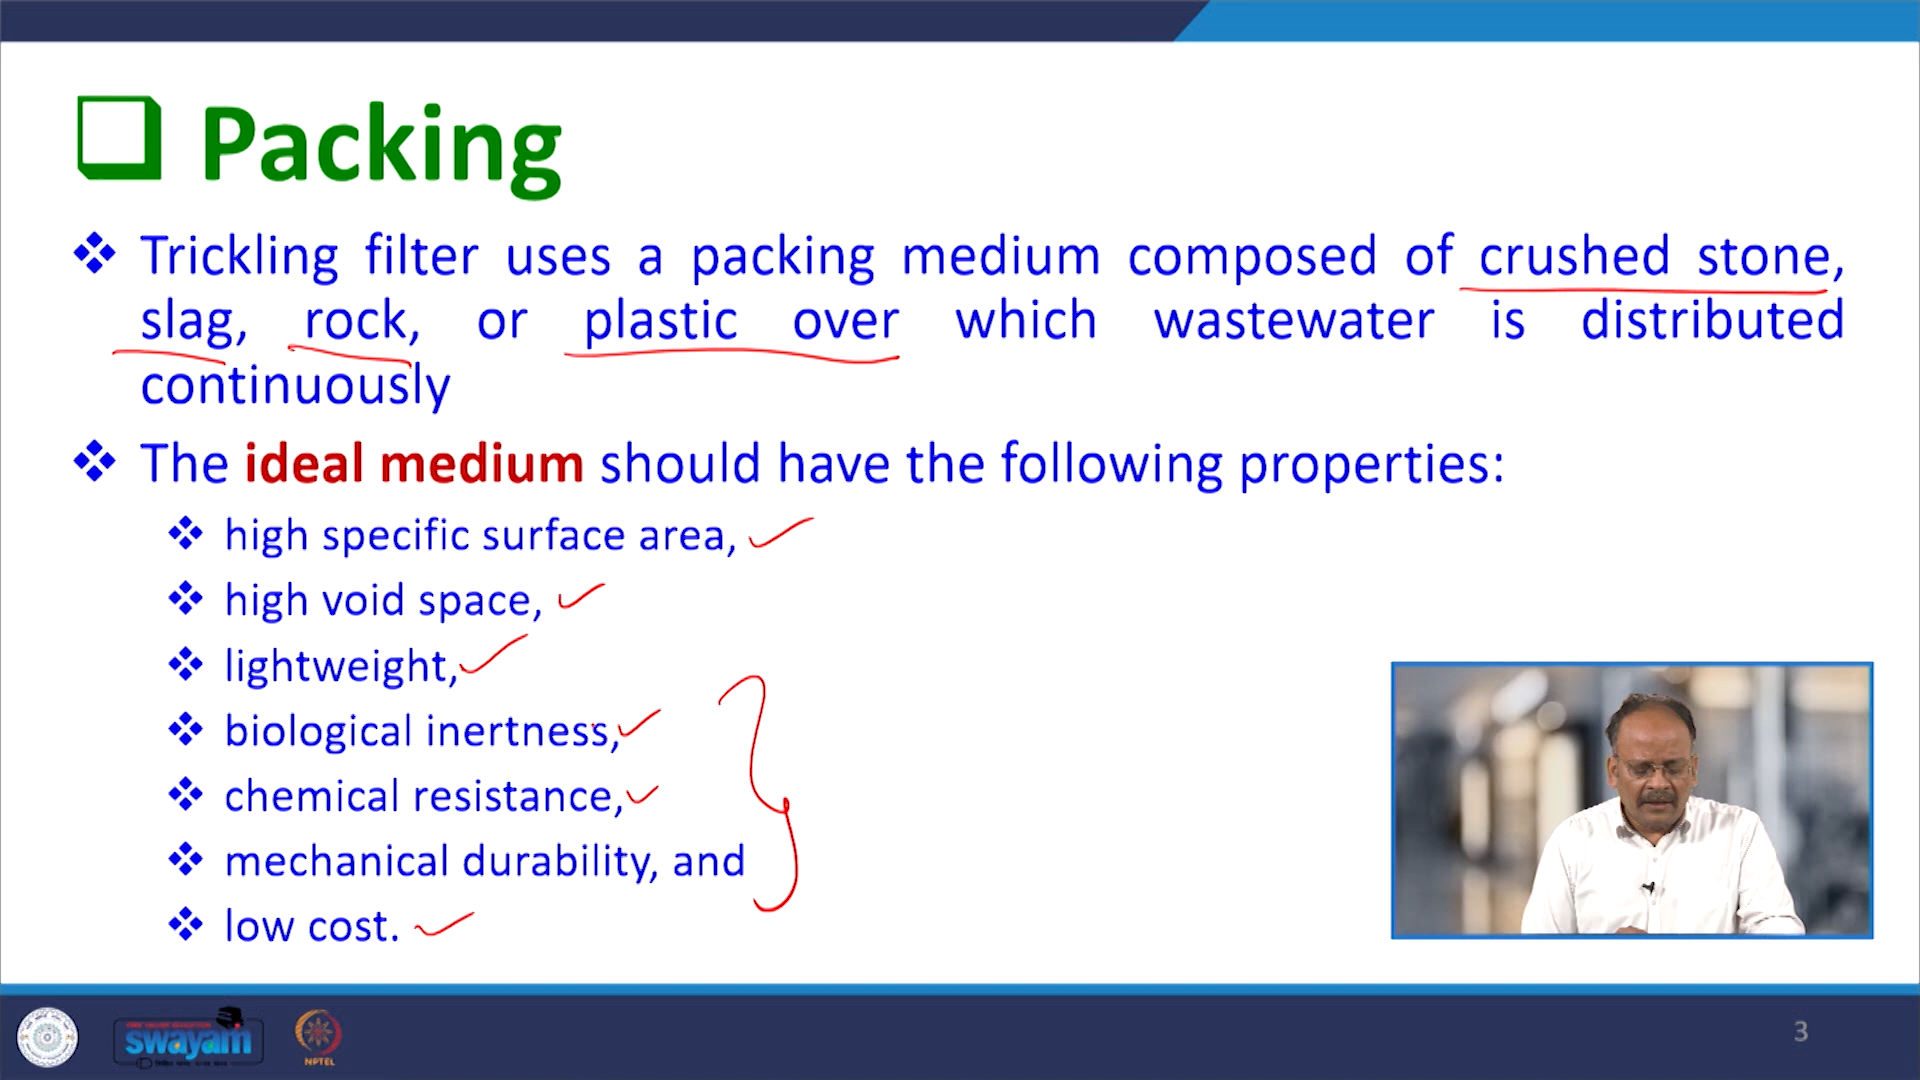 Packing
Trickling filter uses a packing medium composed of crushed stone,
slag, rock, or plastic over which wastewater is distributed
continuously
The ideal medium should have the following properties:
high specific surface area,
high void space,
lightweight,
biological inertness,
chemical resistance,
mechanical durability, and
low cost.
swayam
NPTEL
3